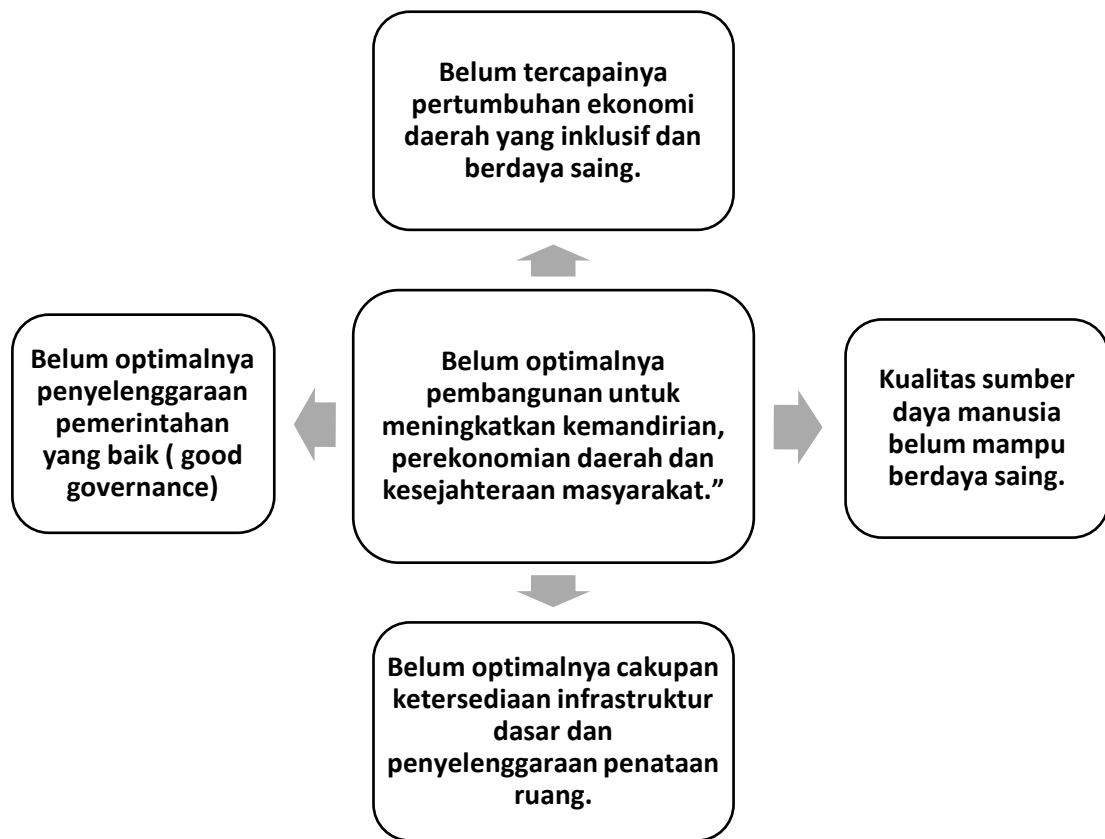 Belum tercapainya
pertumbuhan ekonomi
daerah yang inklusif dan
berdaya saing.
Belum optimalnya
penyelenggaraan
pemerintahan
yang baik ( good
governance)
Belum optimalnya
pembangunan untuk
meningkatkan kemandirian,
perekonomian daerah dan
kesejahteraan masyarakat.”
Kualitas sumber
daya manusia
belum mampu
berdaya saing.
Belum optimalnya cakupan
ketersediaan infrastruktur
dasar dan
penyelenggaraan penataan
ruang.